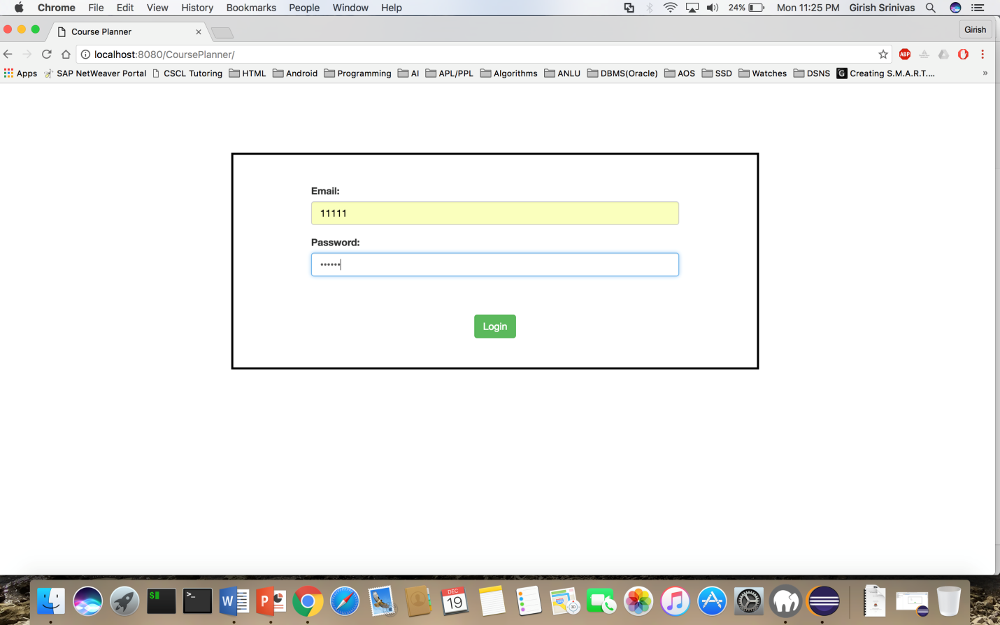 Chrome File Edit View History Bookmarks People Window Help 24% Mon 11:25 PM Girish Srinivas
Course Planner Girish
localhost:8080/CoursePlanner/ ABP
Apps SAP NetWeaver Portal CSCL Tutoring HTML Android Programming AI APL/PPL Algorithms ANLU DBMS(Oracle) AOS SSD Watches DSNS G Creating S.M.A.R.T.... »
Email:
11111
Password:
••••••
Login
$ >_ W P DEC 19 3D